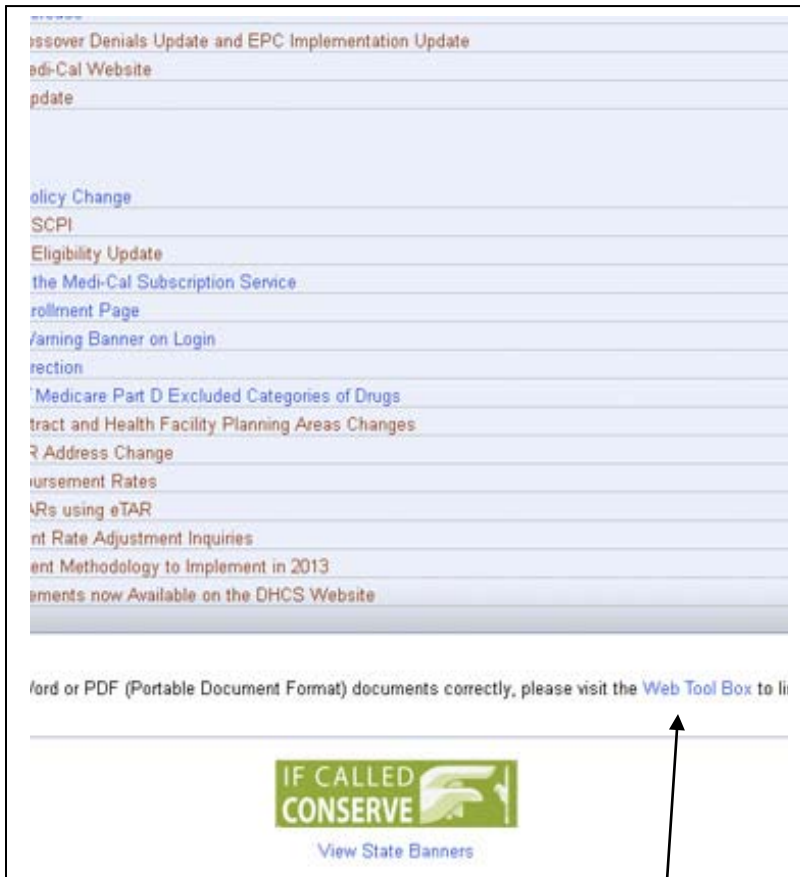 ossover Denials Update and EPC Implementation Update
edi-Cal Website
pdate
olicy Change
SCPI
Eligibility Update
the Medi-Cal Subscription Service
rollment Page
Warning Banner on Login
rection
Medicare Part D Excluded Categories of Drugs
tract and Health Facility Planning Areas Changes
R Address Change
ursement Rates
ARs using eTAR
nt Rate Adjustment Inquiries
ent Methodology to Implement in 2013
ements now Available on the DHCS Website
Word or PDF (Portable Document Format) documents correctly, please visit the Web Tool Box to li
IF CALLED
CONSERVE
View State Banners